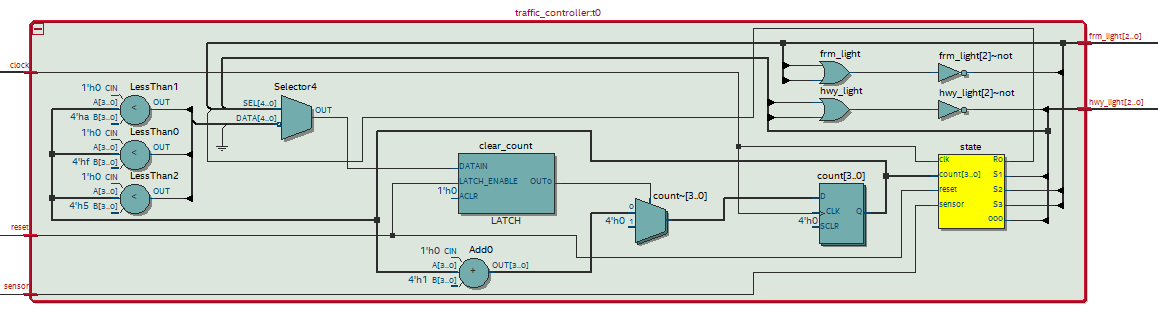 traffic_controller:t0
frm_light[2..0]
clock
hwy_light[2..0]
reset
sensor
1'h0 CIN
LessThan1
A[3..0]
OUT
4'ha B[3..0]
<
1'h0 CIN
LessThan0
A[3..0]
OUT
4'hf B[3..0]
<
1'h0 CIN
LessThan2
A[3..0]
OUT
4'h5 B[3..0]
<
Selector4
SEL[4..0]
DATA[4..0]
OUT
clear_count
DATAIN
LATCH_ENABLE
OUT0
1'h0
ACLR
LATCH
Add0
1'h0 CIN
A[3..0]
OUT[3..0]
4'h1 B[3..0]
+
count~[3..0]
0
4'h0 1
count[3..0]
D
CLK
Q
4'h0
SCLR
frm_light
frm_light[2]~not
hwy_light
hwy_light[2]~not
state
clk
R0
count[3..0]
S1
reset
S2
sensor
S3
000